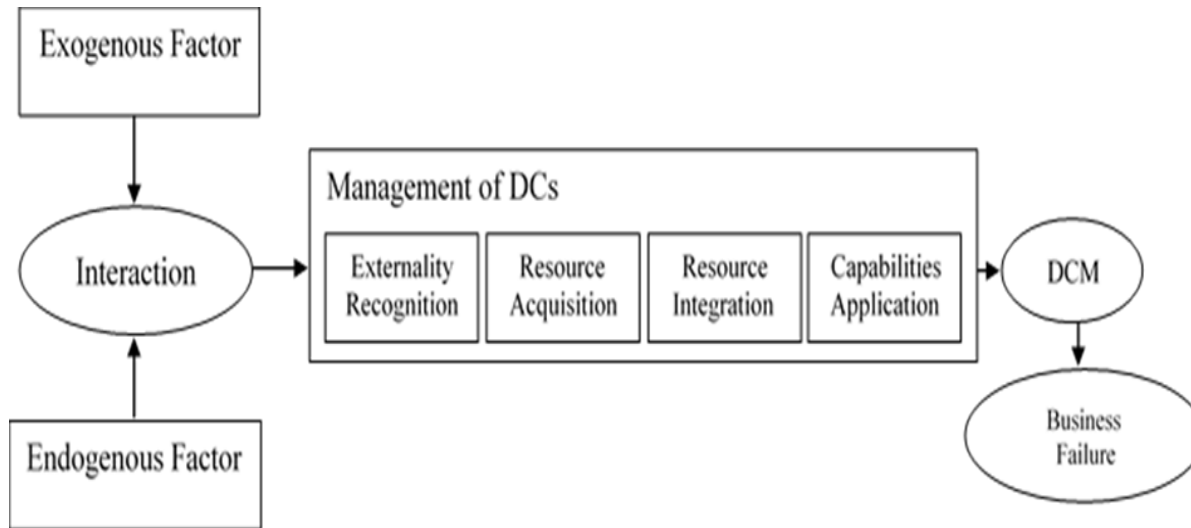 Exogenous Factor
Interaction
Endogenous Factor
Management of DCs
Externality
Recognition
Resource
Acquisition
Resource
Integration
Capabilities
Application
DCM
Business
Failure